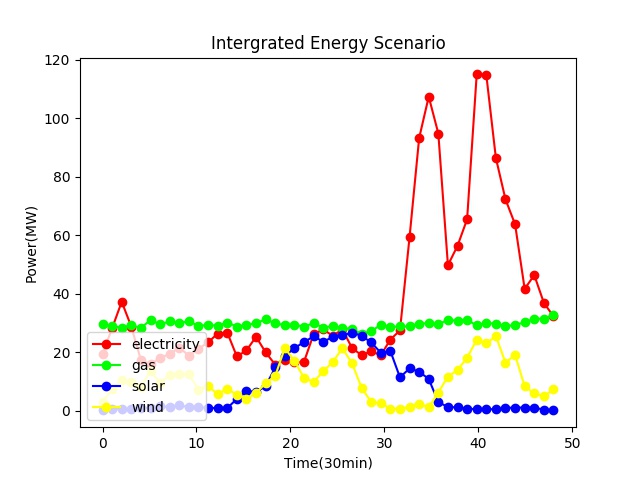 Intergrated Energy Scenario
Power(MW)
120
100
80
60
40
20
0
electricity
gas
solar
wind
0 10 20 30 40 50
Time(30min)